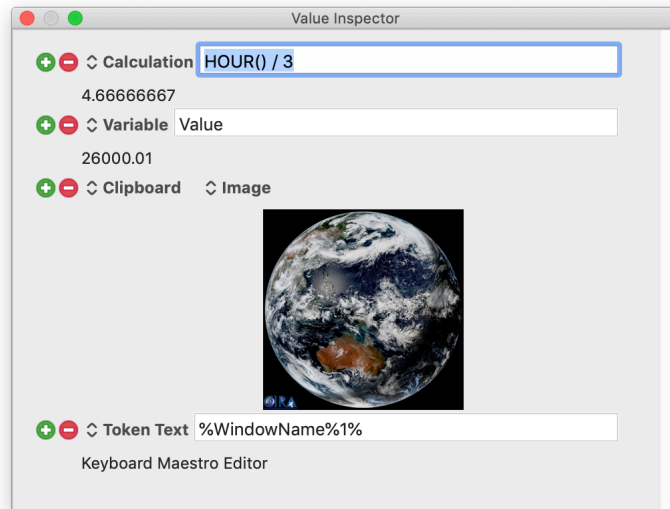 Value Inspector
Calculation HOUR() / 3
4.66666667
Variable Value
26000.01
Clipboard Image
CIRA
Token Text %WindowName%1%
Keyboard Maestro Editor